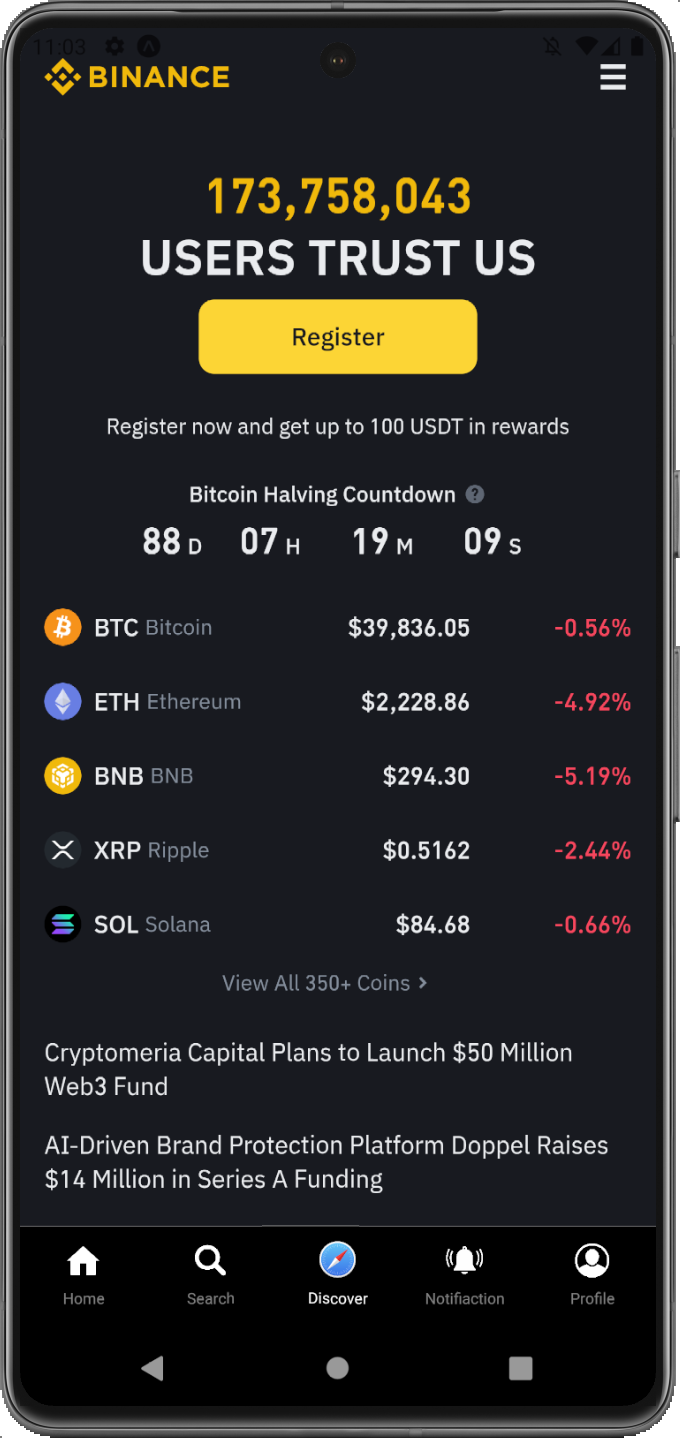 11:03
BINANCE
173,758,043
USERS TRUST US
Register
Register now and get up to 100 USDT in rewards
Bitcoin Halving Countdown ?
88 D 07 H 19 M 09 S
BTC Bitcoin $39,836.05 -0.56%
ETH Ethereum $2,228.86 -4.92%
BNB BNB $294.30 -5.19%
XRP Ripple $0.5162 -2.44%
SOL Solana $84.68 -0.66%
View All 350+ Coins >
Cryptomeria Capital Plans to Launch $50 Million
Web3 Fund
AI-Driven Brand Protection Platform Doppel Raises
$14 Million in Series A Funding
Home Search Discover Notifiaction Profile